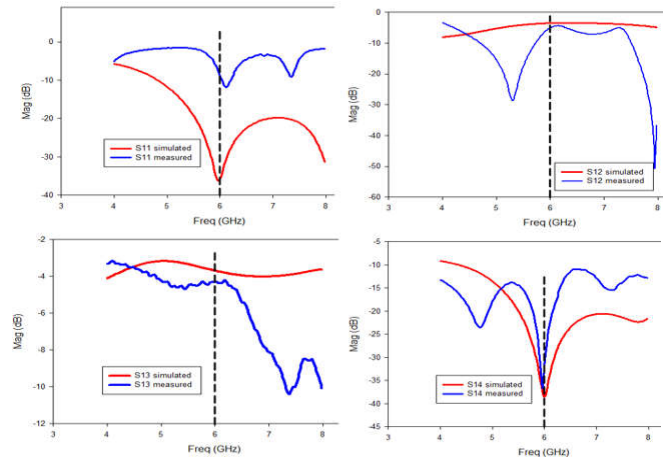 0
-10
-20
-30
-40
Mag (dB)
S11 simulated
S11 measured
3 4 5 6 7 8
Freq (GHz)
0
-10
-20
-30
-40
-50
-60
Mag (dB)
S12 simulated
S12 measured
3 4 5 6 7 8
Freq (GHz)
-2
-4
-6
-8
-10
-12
Mag (dB)
S13 simulated
S13 measured
3 4 5 6 7 8
Freq (GHz)
-5
-10
-15
-20
-25
-30
-35
-40
-45
Mag (dB)
S14 simulated
S14 measured
3 4 5 6 7 8
Freq (GHz)